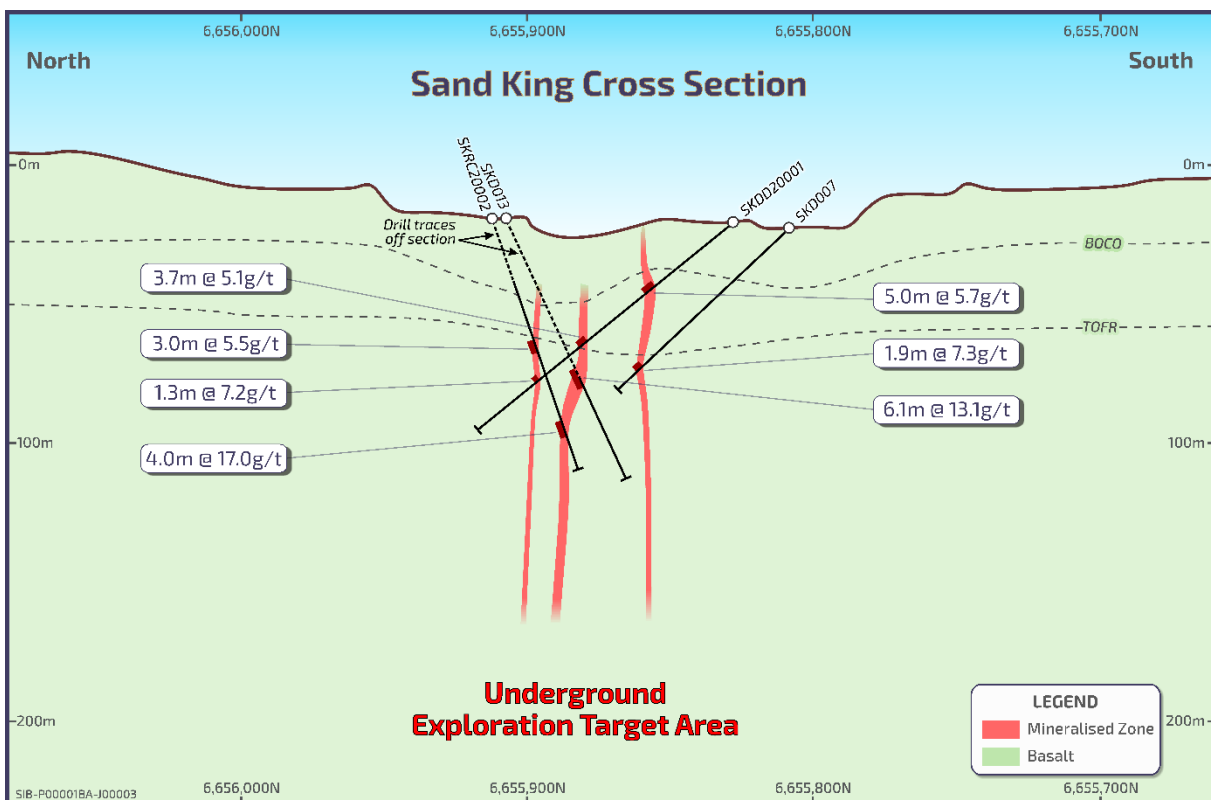 6,656,000N
6,655,900N
6,655,800N
6,655,700N
North
South
Sand King Cross Section
0m
0m
SKRC20002
SKD013
SKDD20001
SKD007
Drill traces
off section
BOCO
3.7m @ 5.1g/t
5.0m @ 5.7g/t
TOFR
3.0m @ 5.5g/t
1.9m @ 7.3g/t
1.3m @ 7.2g/t
6.1m @ 13.1g/t
100m
100m
4.0m @ 17.0g/t
Underground
Exploration Target Area
LEGEND
Mineralised Zone
Basalt
200m
200m
SIB-P00001BA-J00003
6,656,000N
6,655,900N
6,655,800N
6,655,700N